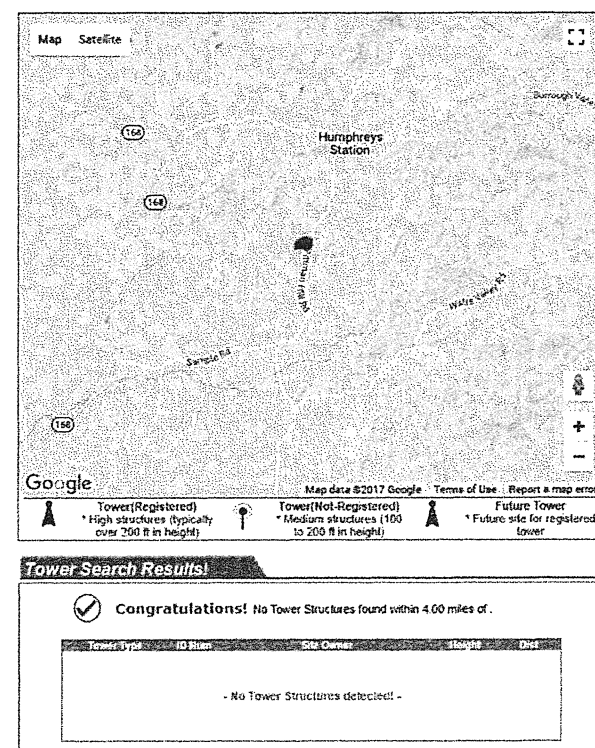 Map Satellite
Burrough
168
Humphreys
Station
168
Watts Valley Rd
Sample Rd
168
+
−
Google
Map data ©2017 Google Terms of Use Report a map error
Tower(Registered)
* High structures (typically
over 200 ft in height)
Tower(Not-Registered)
* Medium structures (100
to 200 ft in height)
Future Tower
* Future site for registered
tower
Tower Search Results!
Congratulations! No Tower Structures found within 4.00 miles of .
Tower Type ID Num Site Owner Height Dist
- No Tower Structures detected! -